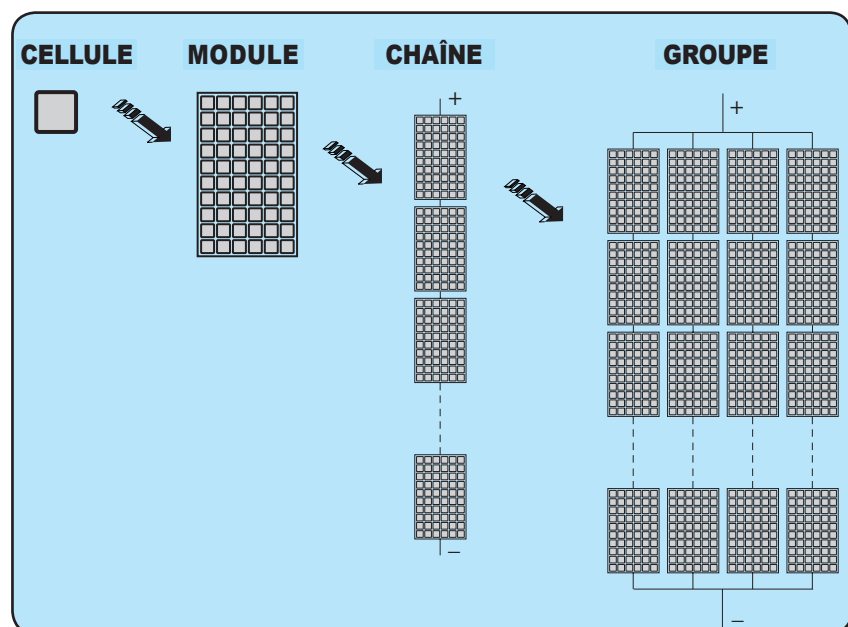 CELLULE
MODULE
CHAÎNE
GROUPE
+
+
−
−